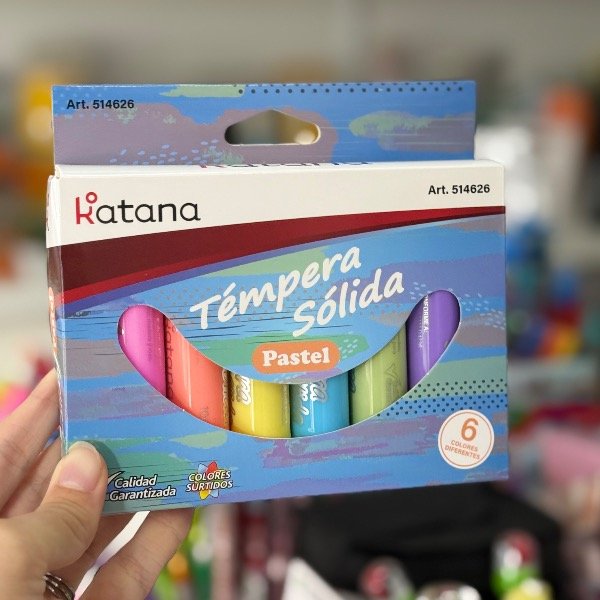 Art. 514626
katana
Art. 514626
Témpera
Sólida
Pastel
6
COLORES
DIFERENTES
Calidad
Garantizada
COLORES
SURTIDOS